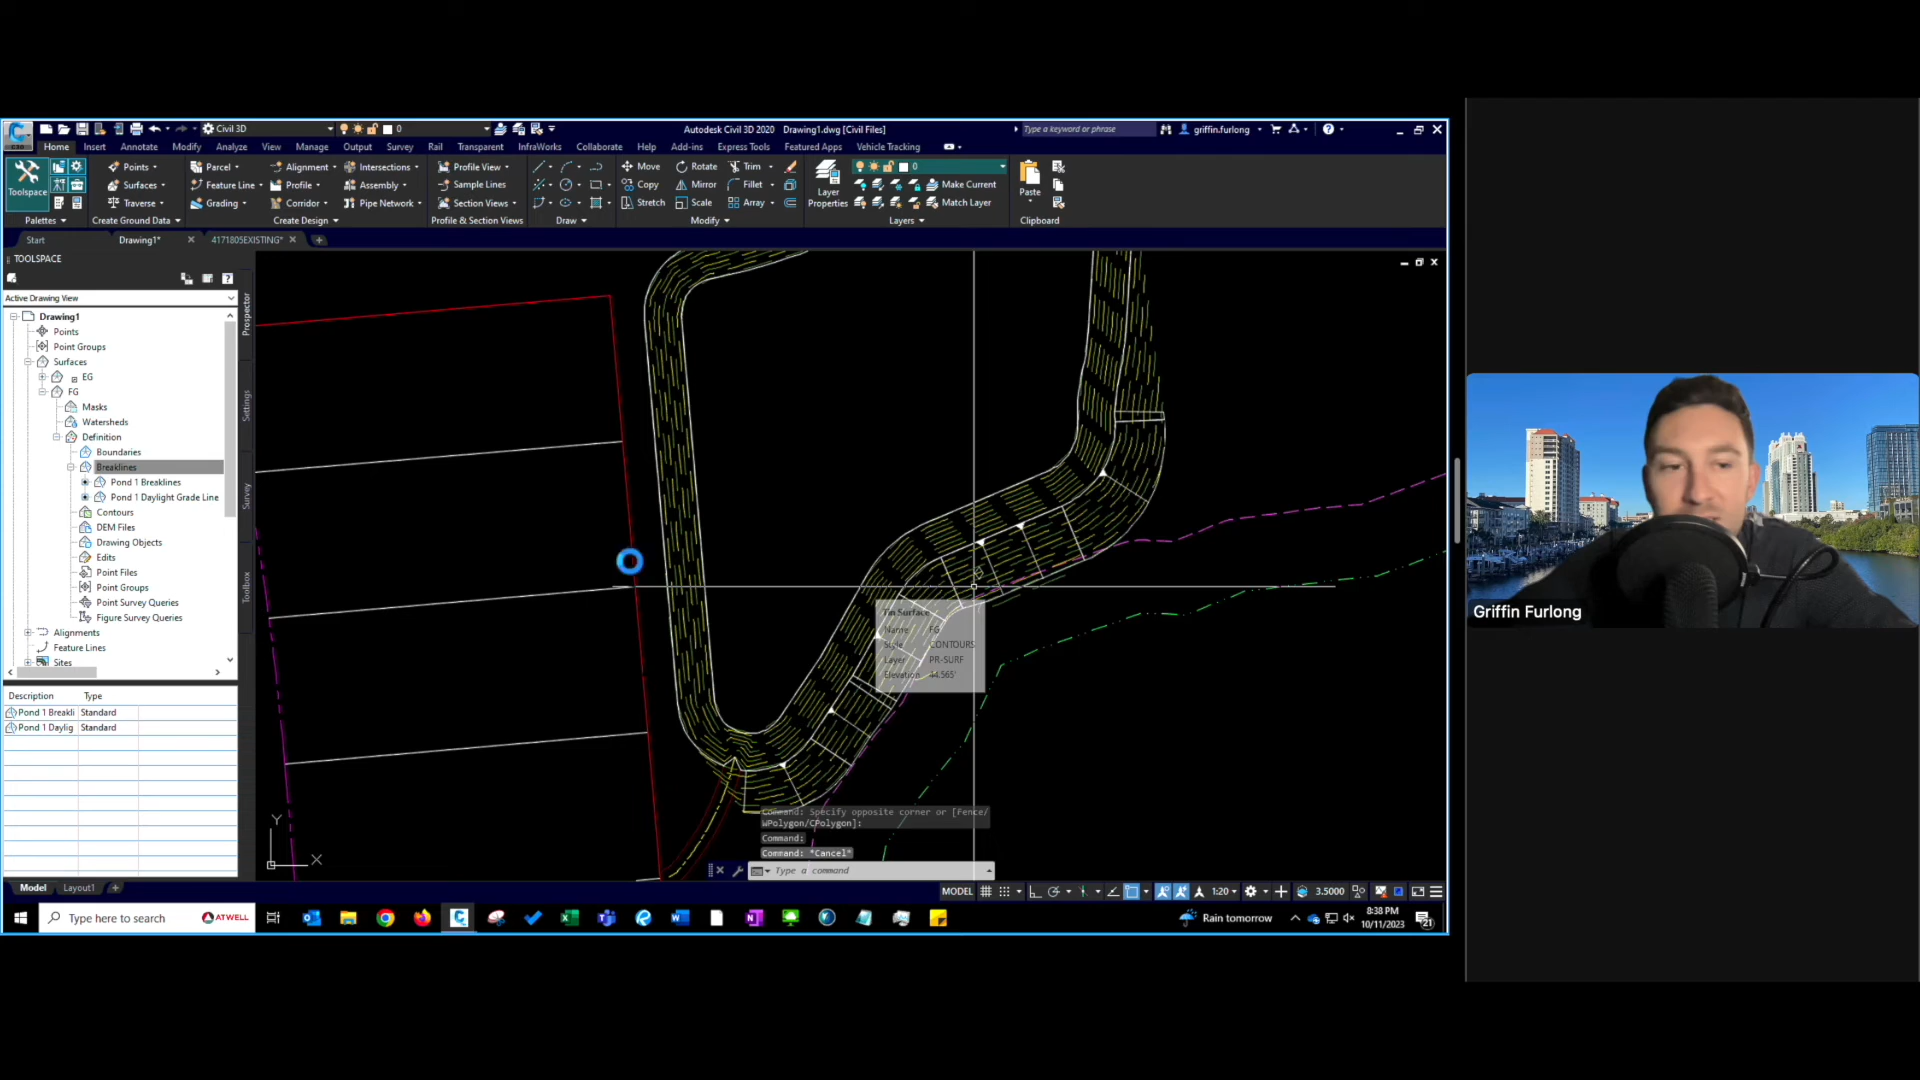 Civil 3D
0
Autodesk Civil 3D 2020 Drawing1.dwg [Civil Files]
Type a keyword or phrase
griffin.furlong
Home Insert Annotate Modify Analyze View Manage Output Survey Rail Transparent InfraWorks Collaborate Help Add-ins Express Tools Featured Apps Vehicle Tracking
Toolspace
Points
Surfaces
Traverse
Parcel
Feature Line
Grading
Alignment
Profile
Corridor
Intersections
Assembly
Pipe Network
Profile View
Sample Lines
Section Views
Move
Copy
Stretch
Rotate
Mirror
Scale
Trim
Fillet
Array
Layer
Properties
0
Make Current
Match Layer
Paste
Palettes
Create Ground Data
Create Design
Profile & Section Views
Draw
Modify
Layers
Clipboard
Start
Drawing1*
4171805EXISTING*
TOOLSPACE
Active Drawing View
Drawing1
Points
Point Groups
Surfaces
EG
FG
Masks
Watersheds
Definition
Boundaries
Breaklines
Pond 1 Breaklines
Pond 1 Daylight Grade Line
Contours
DEM Files
Drawing Objects
Edits
Point Files
Point Groups
Point Survey Queries
Figure Survey Queries
Alignments
Feature Lines
Sites
Prospector
Settings
Survey
Toolbox
Description Type
Pond 1 Breakli Standard
Pond 1 Daylig Standard
Tin Surface
Name FG
Style CONTOURS
Layer PR-SURF
Elevation 44.565'
Y
X
Command: Specify opposite corner or [Fence/
WPolygon/CPolygon]:
Command:
Command: *Cancel*
Type a command
Model Layout1
MODEL
1:20
3.5000
Type here to search
ATWELL
Rain tomorrow
8:38 PM
10/11/2023
21
Griffin Furlong